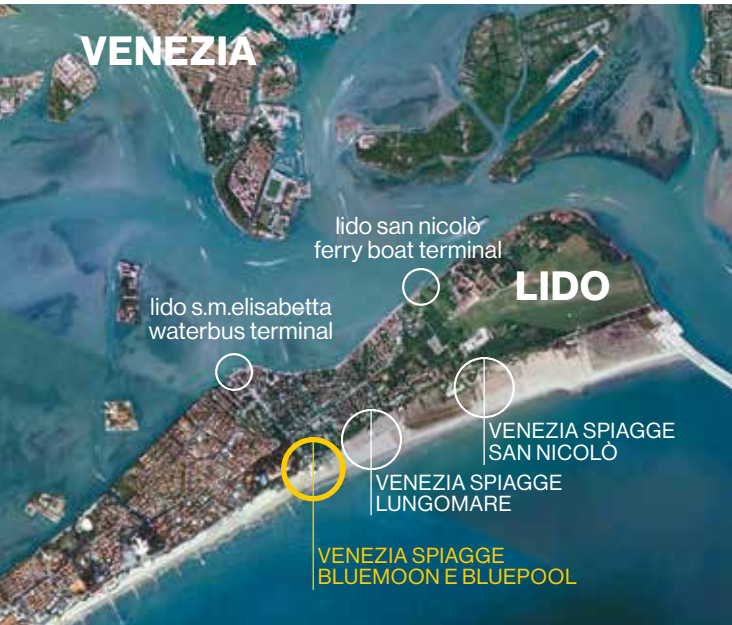 VENEZIA
lido san nicolò
ferry boat terminal
LIDO
lido s.m.elisabetta
waterbus terminal
VENEZIA SPIAGGE
SAN NICOLÒ
VENEZIA SPIAGGE
LUNGOMARE
VENEZIA SPIAGGE
BLUEMOON E BLUEPOOL